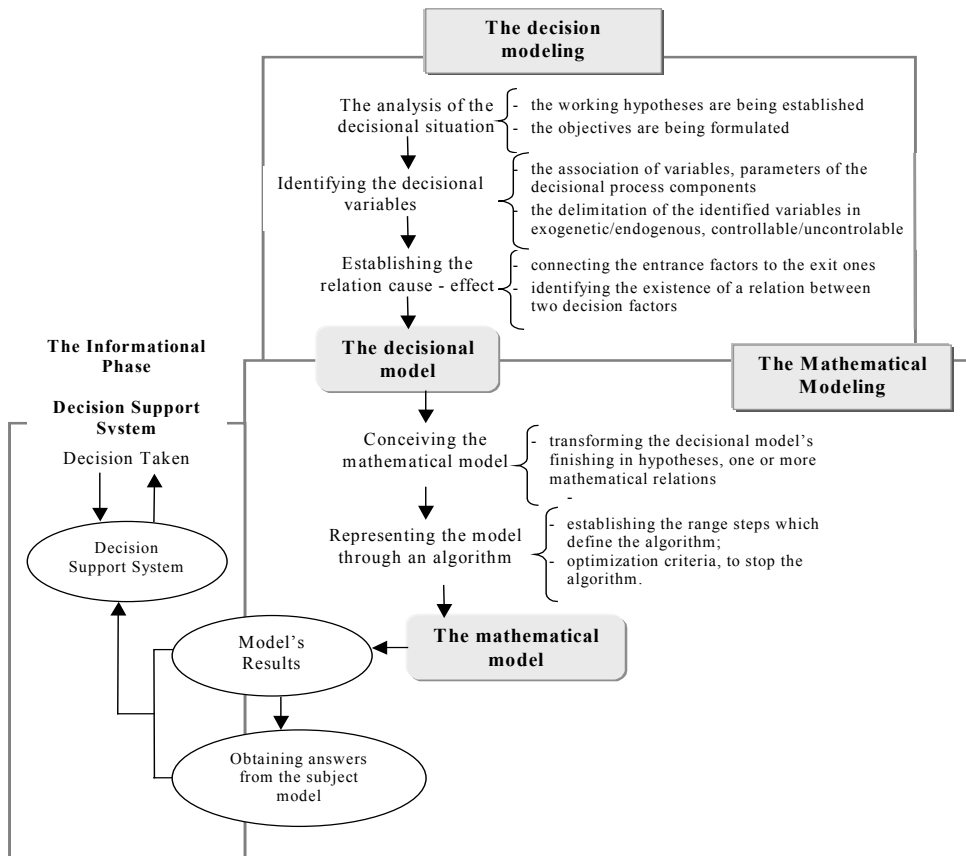 The decision
modeling
The analysis of the
decisional situation
- the working hypotheses are being established
- the objectives are being formulated
Identifying the decisional
variables
- the association of variables, parameters of the
decisional process components
- the delimitation of the identified variables in
exogenetic/endogenous, controllable/uncontrolable
Establishing the
relation cause - effect
- connecting the entrance factors to the exit ones
- identifying the existence of a relation between
two decision factors
The Informational
Phase
The decisional
model
The Mathematical
Modeling
Decision Support
System
Decision Taken
Conceiving the
mathematical model
- transforming the decisional model's
finishing in hypotheses, one or more
mathematical relations
-
Decision
Support System
Representing the model
through an algorithm
- establishing the range steps which
define the algorithm;
- optimization criteria, to stop the
algorithm.
Model's
Results
The mathematical
model
Obtaining answers
from the subject
model